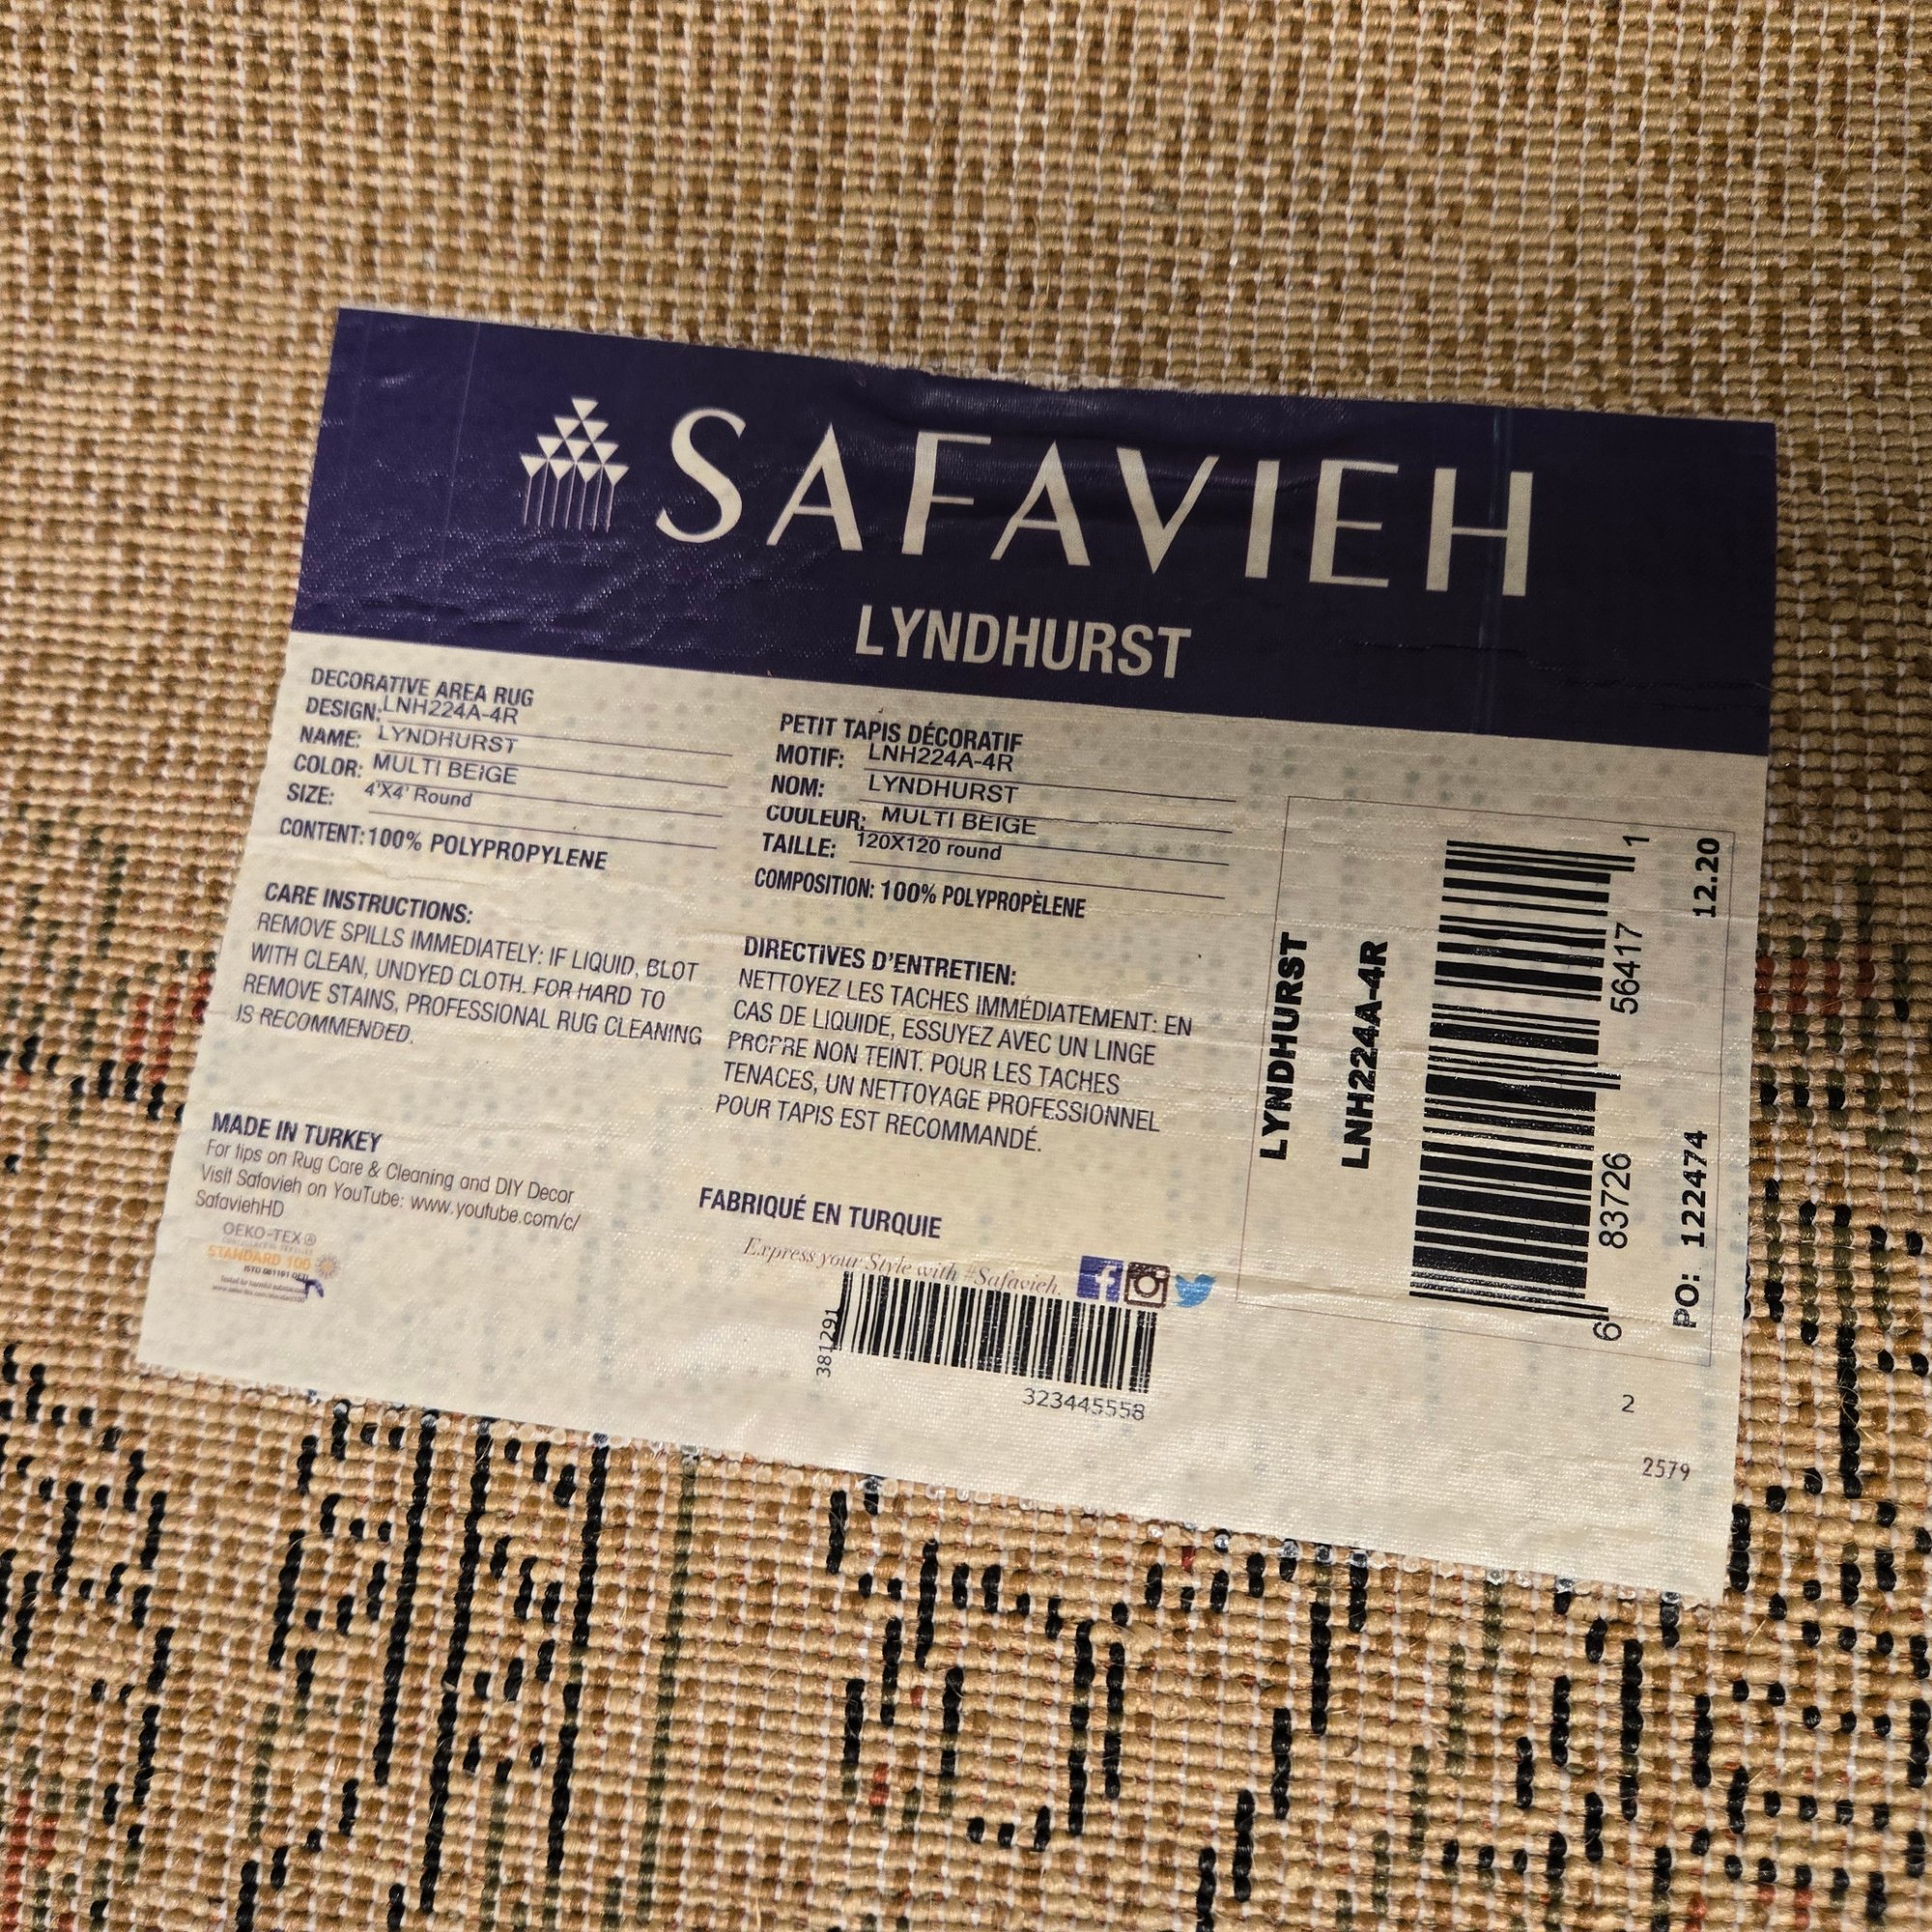 SAFAVIEH
LYNDHURST
DECORATIVE AREA RUG
DESIGN: LNH224A-4R
NAME: LYNDHURST
COLOR: MULTI BEIGE
SIZE: 4'X4' Round
CONTENT: 100% POLYPROPYLENE
CARE INSTRUCTIONS:
REMOVE SPILLS IMMEDIATELY: IF LIQUID, BLOT
WITH CLEAN, UNDYED CLOTH. FOR HARD TO
REMOVE STAINS, PROFESSIONAL RUG CLEANING
IS RECOMMENDED.
MADE IN TURKEY
For tips on Rug Care & Cleaning and DIY Decor
Visit Safavieh on YouTube: www.youtube.com/c/
SafaviehHD
OEKO-TEX®
STANDARD 100
PETIT TAPIS DÉCORATIF
MOTIF: LNH224A-4R
NOM: LYNDHURST
COULEUR: MULTI BEIGE
TAILLE: 120X120 round
COMPOSITION: 100% POLYPROPÈLENE
DIRECTIVES D'ENTRETIEN:
NETTOYEZ LES TACHES IMMÉDIATEMENT: EN
CAS DE LIQUIDE, ESSUYEZ AVEC UN LINGE
PROPRE NON TEINT. POUR LES TACHES
TENACES, UN NETTOYAGE PROFESSIONNEL
POUR TAPIS EST RECOMMANDÉ.
FABRIQUÉ EN TURQUIE
Express your Style with #Safavieh.
381291
323445558
LYNDHURST
LNH224A-4R
6 83726 56417 1
PO: 122474 12.20
2
2579